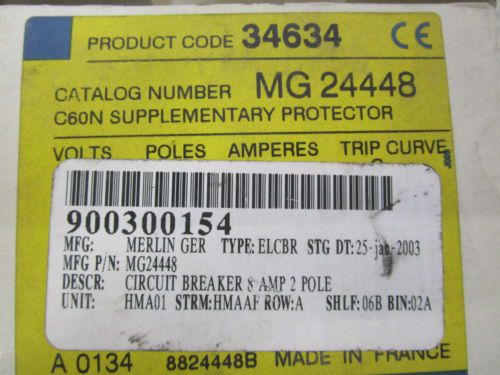 PRODUCT CODE 34634 CE
CATALOG NUMBER MG 24448
C60N SUPPLEMENTARY PROTECTOR
VOLTS POLES AMPERES TRIP CURVE
900300154
MFG: MERLIN GER TYPE: ELCBR STG DT: 25-jan-2003
MFG P/N: MG24448
DESCR: CIRCUIT BREAKER 8 AMP 2 POLE
UNIT: HMA01 STRM: HMAAF ROW: A SHLF: 06B BIN: 02A
A 0134 8824448B MADE IN FRANCE